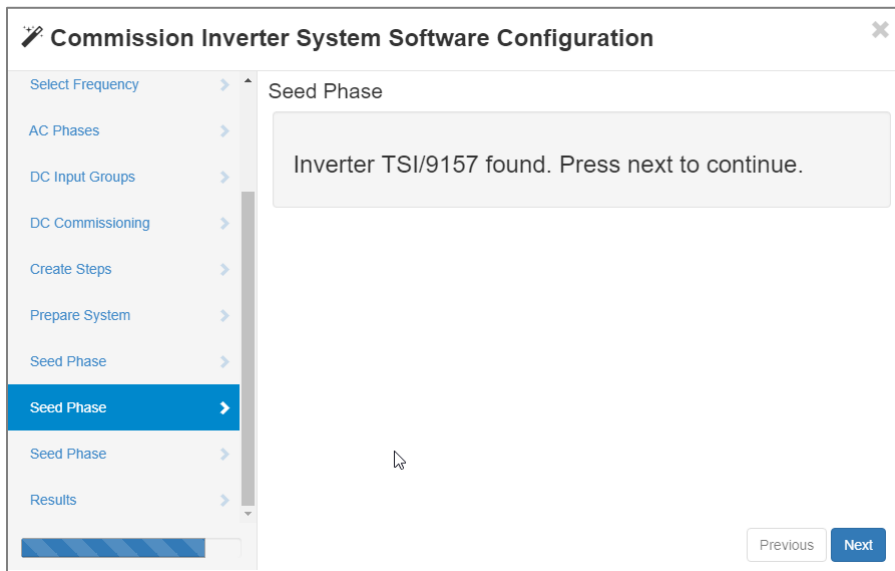 Commission Inverter System Software Configuration
Select Frequency
AC Phases
DC Input Groups
DC Commissioning
Create Steps
Prepare System
Seed Phase
Seed Phase
Seed Phase
Results
Seed Phase
Inverter TSI/9157 found. Press next to continue.
Previous
Next